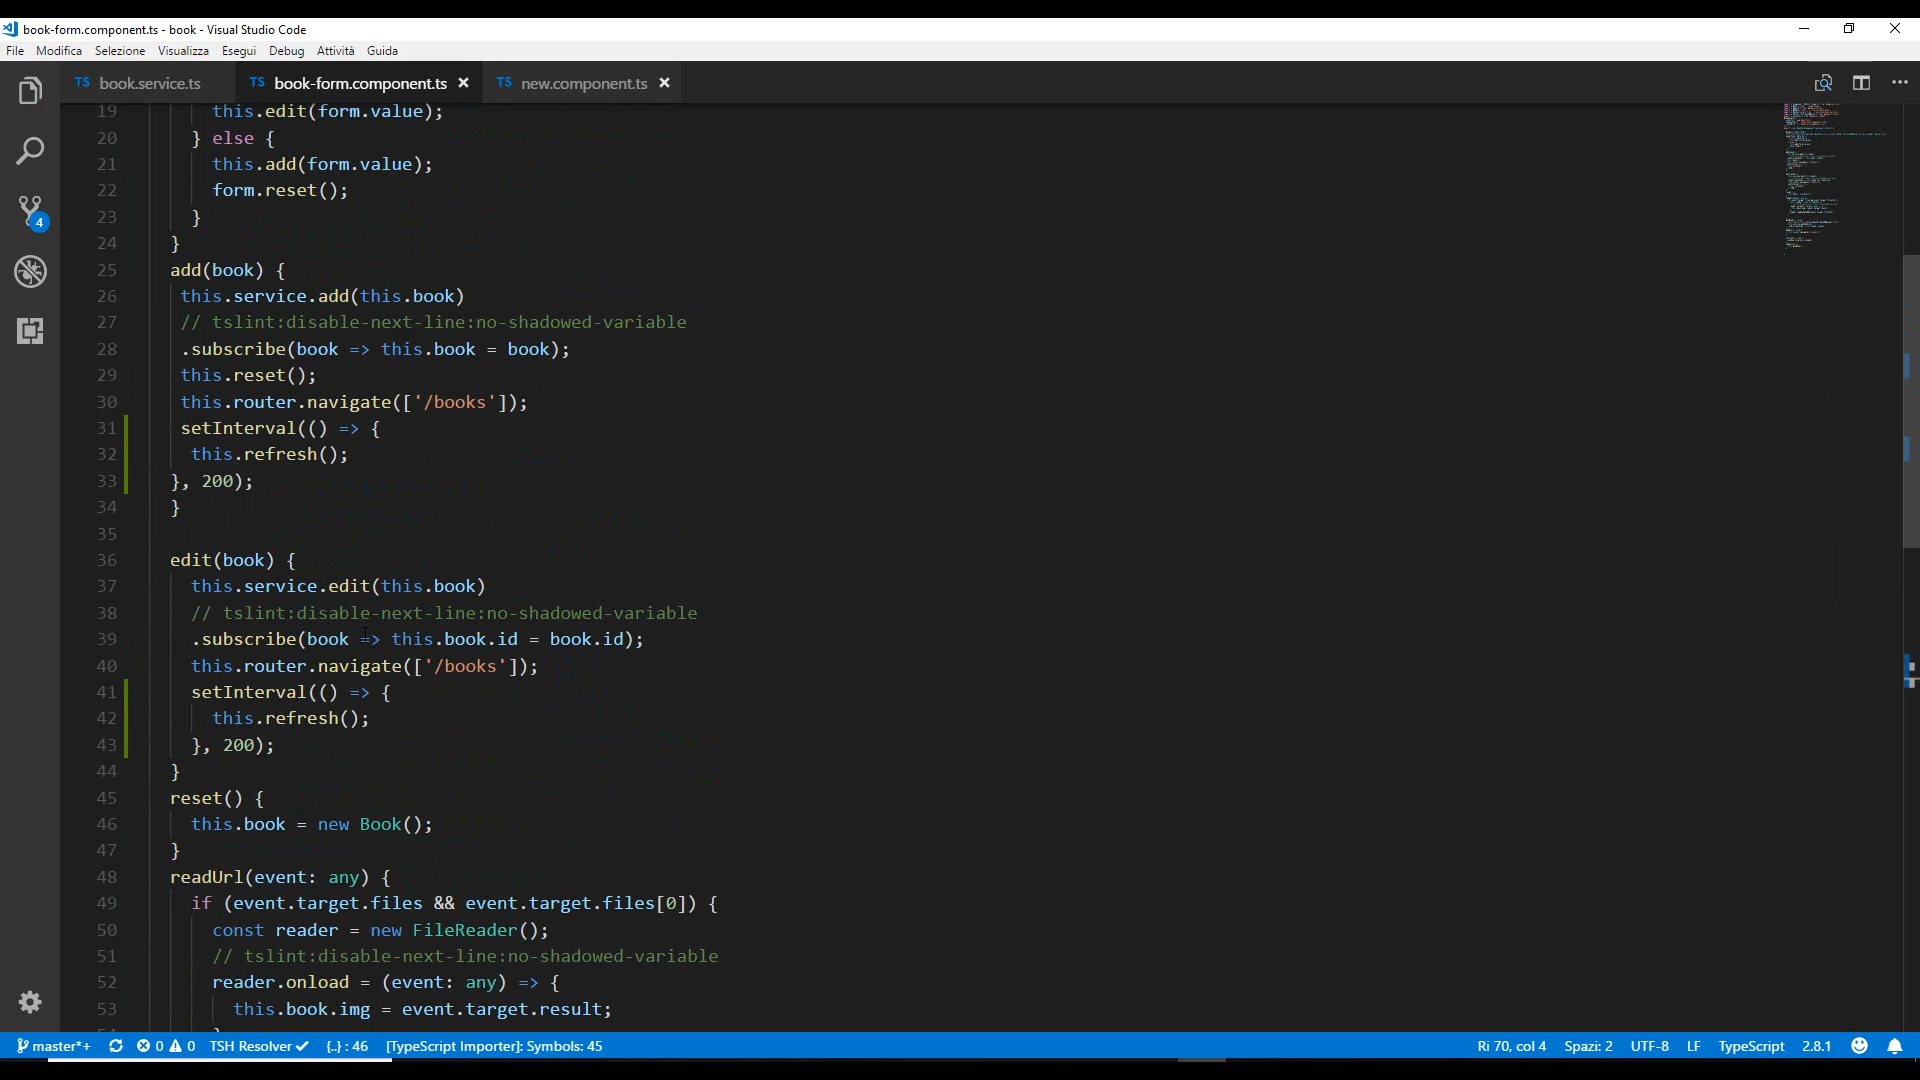 book-form.component.ts - book - Visual Studio Code
File Modifica Selezione Visualizza Esegui Debug Attività Guida
TS book.service.ts TS book-form.component.ts × TS new.component.ts ×
19 this.edit(form.value);
20 } else {
21 this.add(form.value);
22 form.reset();
23 }
24 }
25 add(book) {
26 this.service.add(this.book)
27 // tslint:disable-next-line:no-shadowed-variable
28 .subscribe(book => this.book = book);
29 this.reset();
30 this.router.navigate(['/books']);
31 setInterval(() => {
32 this.refresh();
33 }, 200);
34 }
35
36 edit(book) {
37 this.service.edit(this.book)
38 // tslint:disable-next-line:no-shadowed-variable
39 .subscribe(book => this.book.id = book.id);
40 this.router.navigate(['/books']);
41 setInterval(() => {
42 this.refresh();
43 }, 200);
44 }
45 reset() {
46 this.book = new Book();
47 }
48 readUrl(event: any) {
49 if (event.target.files && event.target.files[0]) {
50 const reader = new FileReader();
51 // tslint:disable-next-line:no-shadowed-variable
52 reader.onload = (event: any) => {
53 this.book.img = event.target.result;
4
master*+ 0 0 TSH Resolver ✓ {..} : 46 [TypeScript Importer]: Symbols: 45 Ri 70, col 4 Spazi: 2 UTF-8 LF TypeScript 2.8.1